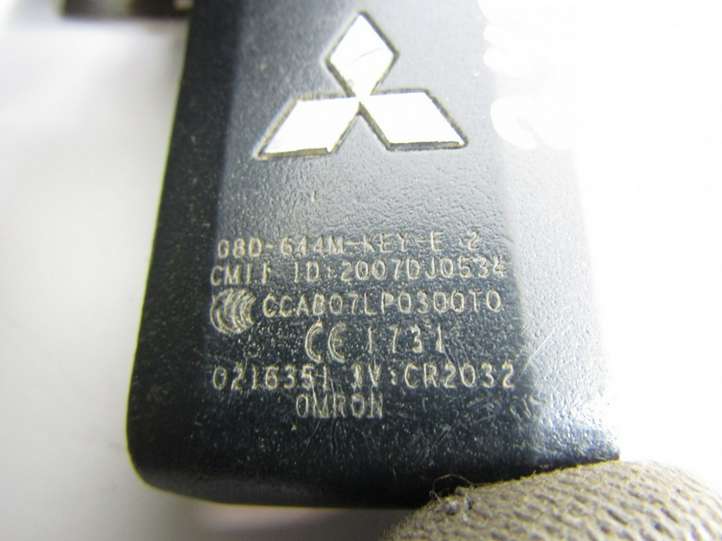 G8D-644M-KEY-E 2
CMII ID:2007DJ0534
CCAB07LP0300T0
CE 1731
0216351 3V:CR2032
OMRON